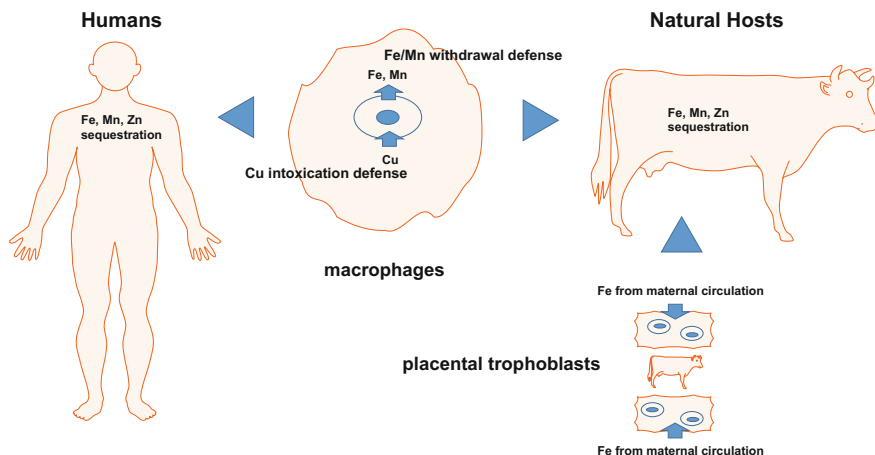 Humans
Natural Hosts
Fe/Mn withdrawal defense
Fe, Mn
Fe, Mn, Zn
sequestration
Fe, Mn, Zn
sequestration
Cu
Cu intoxication defense
macrophages
Fe from maternal circulation
placental trophoblasts
Fe from maternal circulation